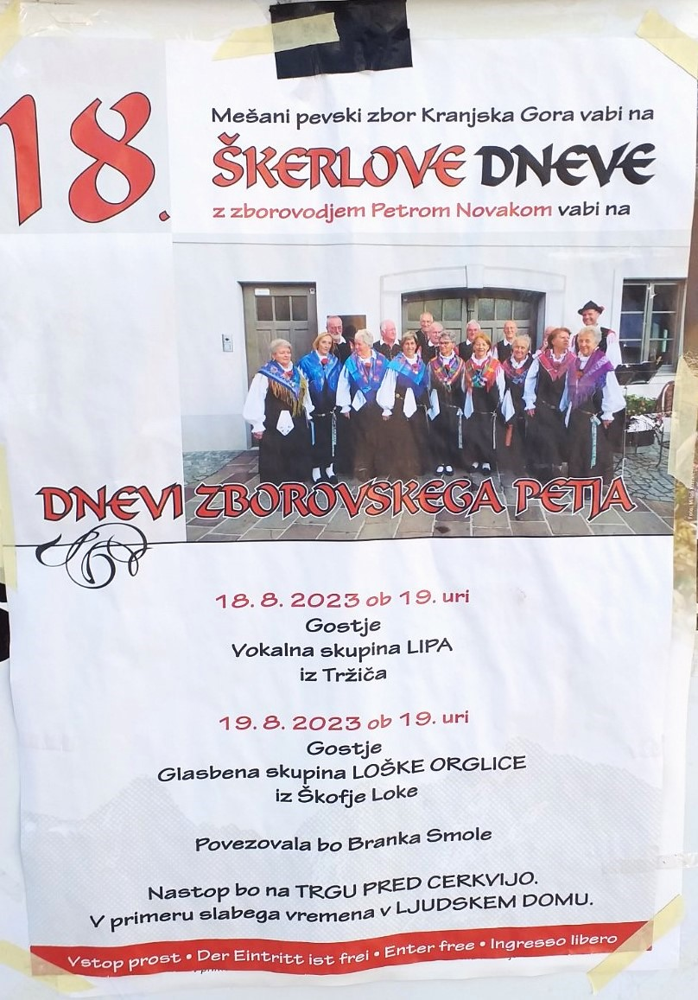 18.
Mešani pevski zbor Kranjska Gora vabi na
ŠKERLOVE DNEVE
z zborovodjem Petrom Novakom vabi na
DNEVI ZBOROVSKEGA PETJA
18. 8. 2023 ob 19. uri
Gostje
Vokalna skupina LIPA
iz Tržiča
19. 8. 2023 ob 19. uri
Gostje
Glasbena skupina LOŠKE ORGLICE
iz Škofje Loke
Povezovala bo Branka Smole
Nastop bo na TRGU PRED CERKVIJO.
V primeru slabega vremena v LJUDSKEM DOMU.
Vstop prost • Der Eintritt ist frei • Enter free • Ingresso libero